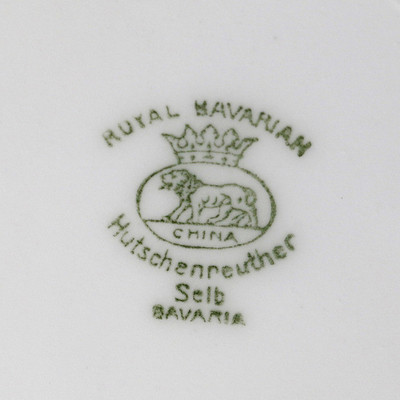 ROYAL BAVARIAN
CHINA
Hutschenreuther
Selb
BAVARIA